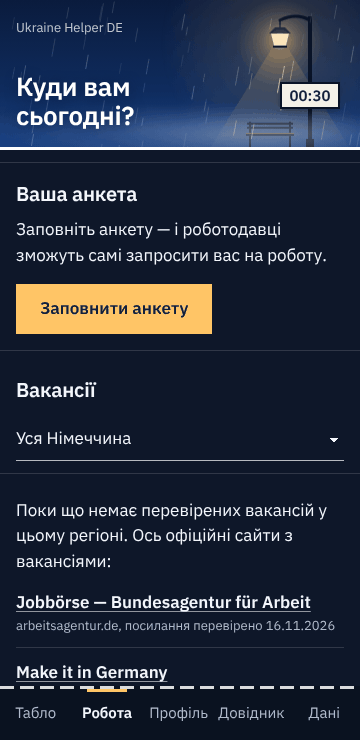 Ukraine Helper DE
Куди вам
сьогодні?
00:30
Ваша анкета
Заповніть анкету — і роботодавці
зможуть самі запросити вас на роботу.
Заповнити анкету
Вакансії
Уся Німеччина
Поки що немає перевірених вакансій у
цьому регіоні. Ось офіційні сайти з
вакансіями:
Jobbörse — Bundesagentur für Arbeit
arbeitsagentur.de, посилання перевірено 16.11.2026
Make it in Germany
Табло Робота Профіль Довідник Дані